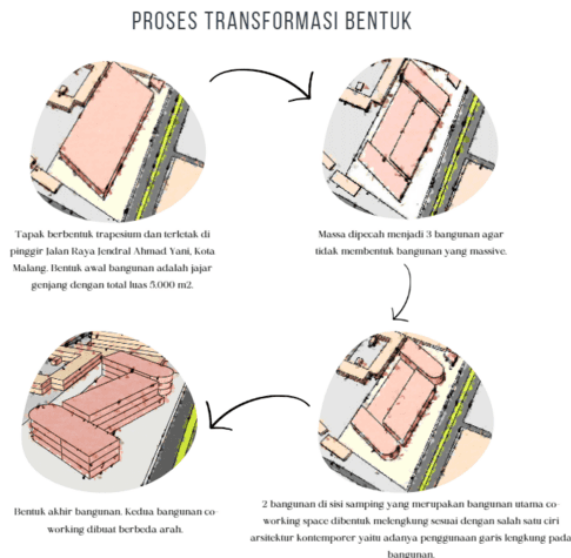 PROSES TRANSFORMASI BENTUK
Tapak berbentuk trapesium dan terletak di
pinggir Jalan Raya Jendral Ahmad Yani, Kota
Malang. Bentuk awal bangunan adalah jajar
genjang dengan total luas 5.000 m2.
Massa dipecah menjadi 3 bangunan agar
tidak membentuk bangunan yang massive.
Bentuk akhir bangunan. Kedua bangunan co-
working dibuat berbeda arah.
2 bangunan di sisi samping yang merupakan bangunan utama co-
working space dibentuk melengkung sesuai dengan salah satu ciri
arsitektur kontemporer yaitu adanya penggunaan garis lengkung pada
bangunan.